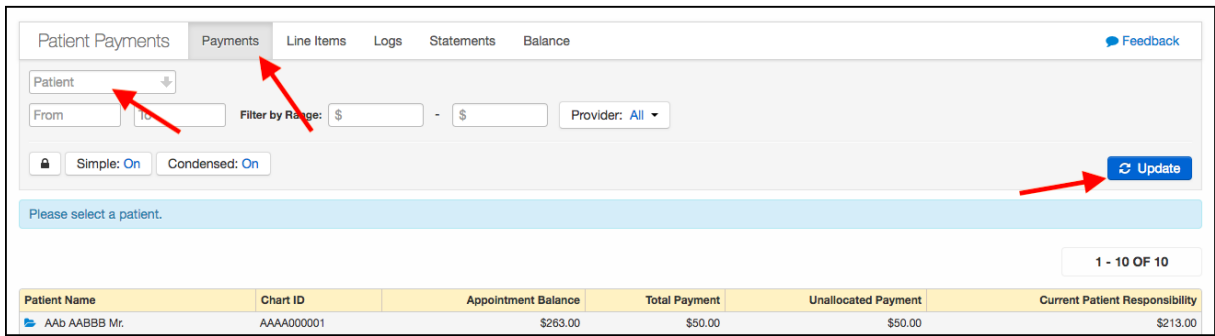 Patient Payments Payments Line Items Logs Statements Balance Feedback
Patient
From To Filter by Range: $ - $ Provider: All
Simple: On Condensed: On Update
Please select a patient.
1 - 10 OF 10
Patient Name Chart ID Appointment Balance Total Payment Unallocated Payment Current Patient Responsibility
AAb AABBB Mr. AAAA000001 $263.00 $50.00 $50.00 $213.00